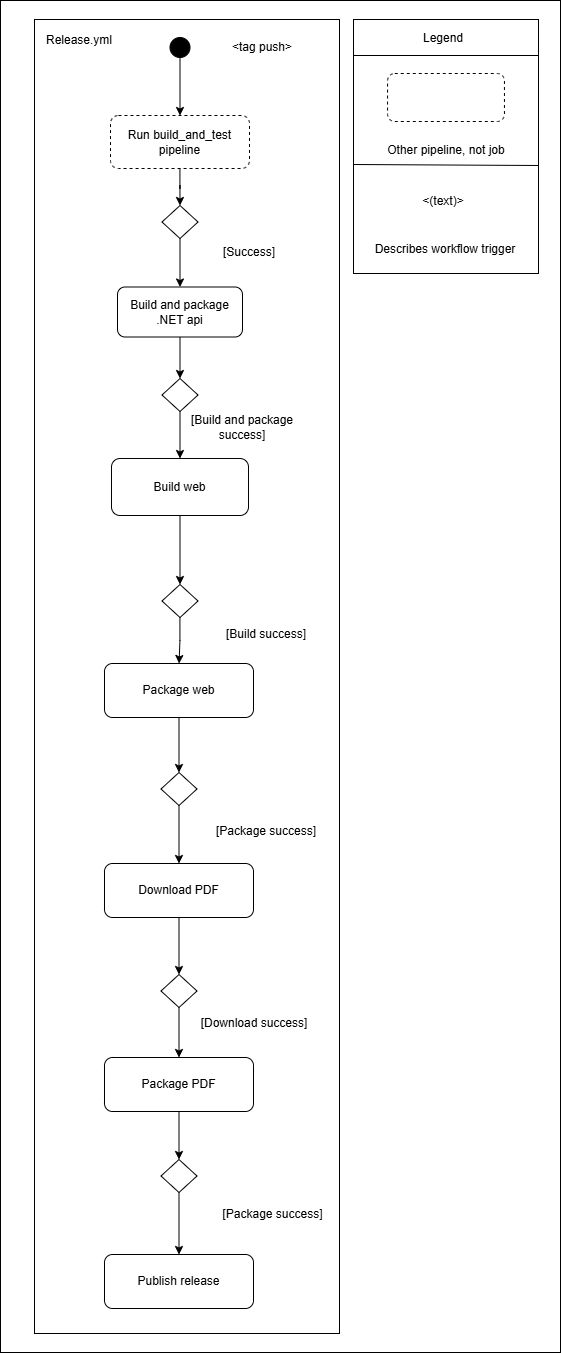 Release.yml
<tag push>
Run build_and_test
pipeline
[Success]
Build and package
.NET api
[Build and package
success]
Build web
[Build success]
Package web
[Package success]
Download PDF
[Download success]
Package PDF
[Package success]
Publish release
Legend
Other pipeline, not job
<(text)>
Describes workflow trigger